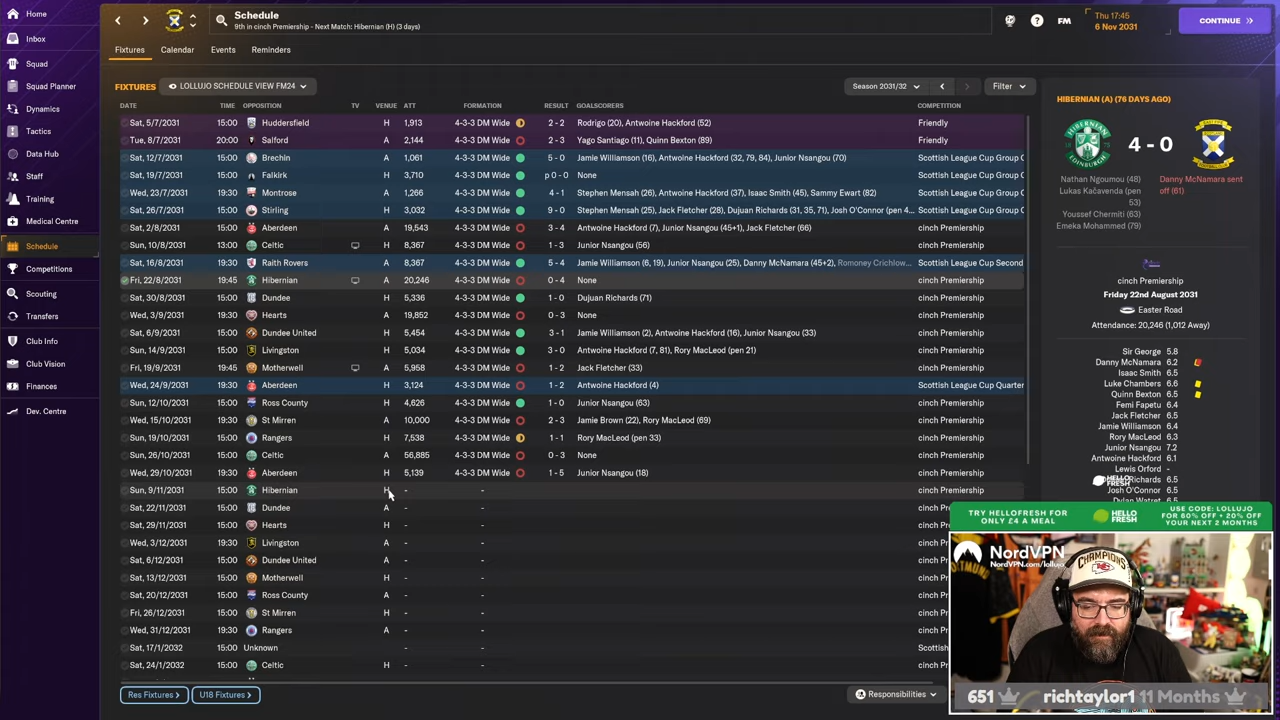 Home
Inbox
Squad
Squad Planner
Dynamics
Tactics
Data Hub
Staff
Training
Medical Centre
Schedule
Competitions
Scouting
Transfers
Club Info
Club Vision
Finances
Dev. Centre
Schedule
9th in cinch Premiership - Next Match: Hibernian (H) (3 days)
? FM
Thu 17:45
6 Nov 2031
CONTINUE
Fixtures Calendar Events Reminders
FIXTURES LOLLUJO SCHEDULE VIEW FM24 Season 2031/32 Filter
DATE TIME OPPOSITION TV VENUE ATT FORMATION RESULT GOALSCORERS COMPETITION
Sat, 5/7/2031 15:00 Huddersfield H 1,913 4-3-3 DM Wide 2 - 2 Rodrigo (20), Antwoine Hackford (52) Friendly
Tue, 8/7/2031 20:00 Salford A 2,144 4-3-3 DM Wide 2 - 3 Yago Santiago (11), Quinn Bexton (89) Friendly
Sat, 12/7/2031 15:00 Brechin A 1,061 4-3-3 DM Wide 5 - 0 Jamie Williamson (16), Antwoine Hackford (32, 79, 84), Junior Nsangou (70) Scottish League Cup Group
Sat, 19/7/2031 15:00 Falkirk H 3,710 4-3-3 DM Wide p 0 - 0 None Scottish League Cup Group
Wed, 23/7/2031 19:30 Montrose A 1,266 4-3-3 DM Wide 4 - 1 Stephen Mensah (26), Antwoine Hackford (37), Isaac Smith (45), Sammy Ewart (82) Scottish League Cup Group
Sat, 26/7/2031 15:00 Stirling H 3,032 4-3-3 DM Wide 9 - 0 Stephen Mensah (25), Jack Fletcher (28), Dujuan Richards (31, 35, 71), Josh O'Connor (pen 4... Scottish League Cup Group
Sat, 2/8/2031 15:00 Aberdeen A 19,543 4-3-3 DM Wide 3 - 4 Antwoine Hackford (7), Junior Nsangou (45+1), Jack Fletcher (66) cinch Premiership
Sun, 10/8/2031 13:00 Celtic H 8,367 4-3-3 DM Wide 1 - 3 Junior Nsangou (56) cinch Premiership
Sat, 16/8/2031 19:30 Raith Rovers A 8,367 4-3-3 DM Wide 5 - 4 Jamie Williamson (6, 19), Junior Nsangou (25), Danny McNamara (45+2), Romoney Crichlow... Scottish League Cup Second
Fri, 22/8/2031 19:45 Hibernian A 20,246 4-3-3 DM Wide 0 - 4 None cinch Premiership
Sat, 30/8/2031 15:00 Dundee H 5,336 4-3-3 DM Wide 1 - 0 Dujuan Richards (71) cinch Premiership
Wed, 3/9/2031 19:30 Hearts A 19,852 4-3-3 DM Wide 0 - 3 None cinch Premiership
Sat, 6/9/2031 15:00 Dundee United H 5,454 4-3-3 DM Wide 3 - 1 Jamie Williamson (2), Antwoine Hackford (16), Junior Nsangou (33) cinch Premiership
Sun, 14/9/2031 15:00 Livingston H 5,034 4-3-3 DM Wide 3 - 0 Antwoine Hackford (7, 81), Rory MacLeod (pen 21) cinch Premiership
Fri, 19/9/2031 19:45 Motherwell A 5,958 4-3-3 DM Wide 1 - 2 Jack Fletcher (33) cinch Premiership
Wed, 24/9/2031 19:30 Aberdeen H 3,124 4-3-3 DM Wide 1 - 2 Antwoine Hackford (4) Scottish League Cup Quarter
Sun, 12/10/2031 15:00 Ross County H 4,626 4-3-3 DM Wide 1 - 0 Junior Nsangou (63) cinch Premiership
Wed, 15/10/2031 19:30 St Mirren A 10,000 4-3-3 DM Wide 2 - 3 Jamie Brown (22), Rory MacLeod (69) cinch Premiership
Sun, 19/10/2031 15:00 Rangers H 7,538 4-3-3 DM Wide 1 - 1 Rory MacLeod (pen 33) cinch Premiership
Sun, 26/10/2031 15:00 Celtic A 56,885 4-3-3 DM Wide 0 - 3 None cinch Premiership
Wed, 29/10/2031 19:30 Aberdeen H 5,139 4-3-3 DM Wide 1 - 5 Junior Nsangou (18) cinch Premiership
Sun, 9/11/2031 15:00 Hibernian H - - cinch Premiership
Sat, 22/11/2031 15:00 Dundee A - - cinch Premiership
Sat, 29/11/2031 15:00 Hearts H - - cinch Premiership
Wed, 3/12/2031 19:30 Livingston A - - cinch Pre
Sat, 6/12/2031 15:00 Dundee United A - - cinch Pre
Sat, 13/12/2031 15:00 Motherwell H - - cinch Pre
Sat, 20/12/2031 15:00 Ross County A - - cinch Pre
Fri, 26/12/2031 15:00 St Mirren H - - cinch Pre
Wed, 31/12/2031 19:30 Rangers A - - cinch Pre
Sat, 17/1/2032 15:00 Unknown - - Scottish
Sat, 24/1/2032 15:00 Celtic H - - cinch Pre
Res Fixtures U18 Fixtures Responsibilities
HIBERNIAN (A) (76 DAYS AGO)
4 - 0
Nathan Ngoumou (48)
Lukas Kačavenda (pen
53)
Youssef Chermiti (63)
Emeka Mohammed (79)
Danny McNamara sent
off (61)
cinch Premiership
Friday 22nd August 2031
Easter Road
Attendance: 20,246 (1,012 Away)
Sir George 5.8
Danny McNamara 6.2
Isaac Smith 6.5
Luke Chambers 6.6
Quinn Bexton 6.5
Femi Fapetu 6.4
Jack Fletcher 6.5
Jamie Williamson 6.4
Rory MacLeod 6.3
Junior Nsangou 7.2
Antwoine Hackford 6.1
Lewis Orford -
Richards 6.5
Josh O'Connor 6.5
HELLO FRESH
TRY HELLOFRESH FOR
ONLY £4 A MEAL
HELLO FRESH
USE CODE: LOLLUJO
FOR 60% OFF + 20% OFF
YOUR NEXT 2 MONTHS
NordVPN
NordVPN.com/lollujo
CHAMPIONS
651 richtaylor1 11 Months